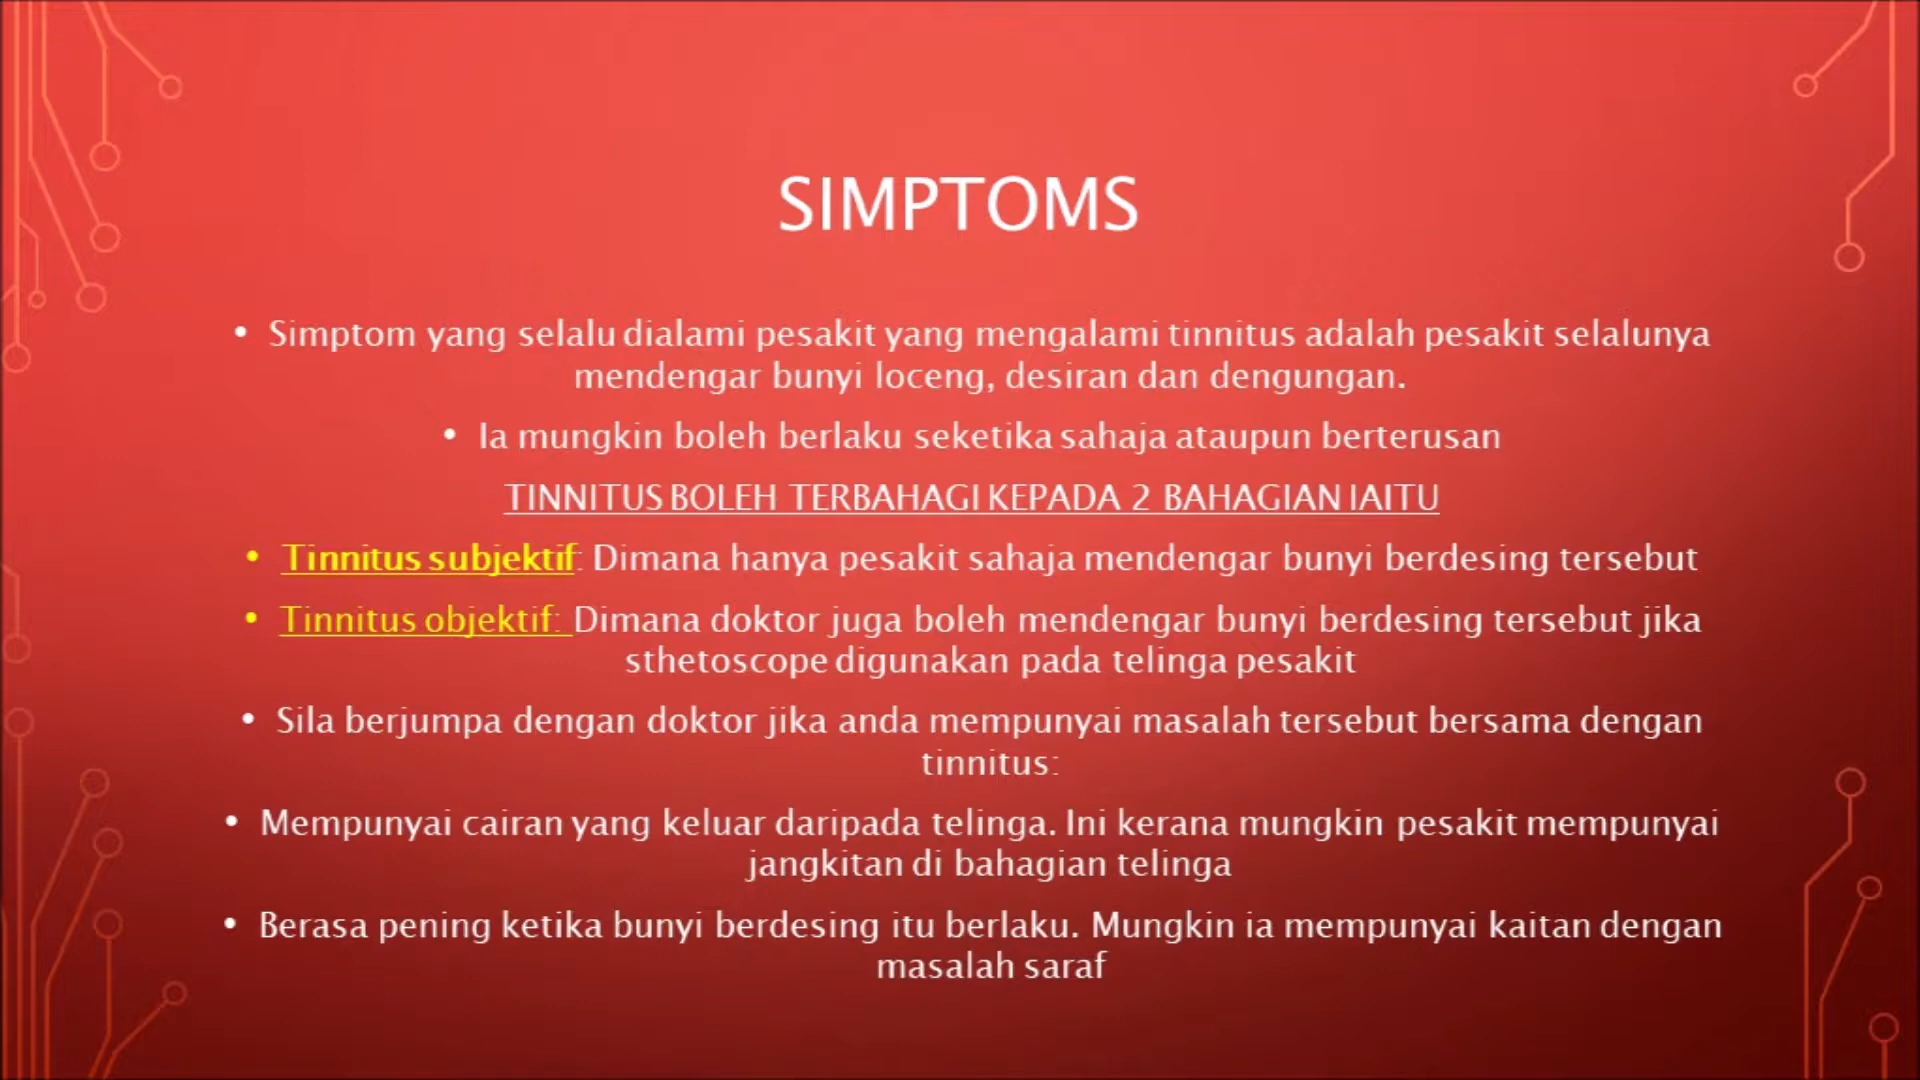 SIMPTOMS
• Simptom yang selalu dialami pesakit yang mengalami tinnitus adalah pesakit selalunya
mendengar bunyi loceng, desiran dan dengungan.
• Ia mungkin boleh berlaku seketika sahaja ataupun berterusan
TINNITUS BOLEH TERBAHAGI KEPADA 2 BAHAGIAN IAITU
• Tinnitus subjektif: Dimana hanya pesakit sahaja mendengar bunyi berdesing tersebut
• Tinnitus objektif: Dimana doktor juga boleh mendengar bunyi berdesing tersebut jika
sthetoscope digunakan pada telinga pesakit
• Sila berjumpa dengan doktor jika anda mempunyai masalah tersebut bersama dengan
tinnitus:
• Mempunyai cairan yang keluar daripada telinga. Ini kerana mungkin pesakit mempunyai
jangkitan di bahagian telinga
• Berasa pening ketika bunyi berdesing itu berlaku. Mungkin ia mempunyai kaitan dengan
masalah saraf